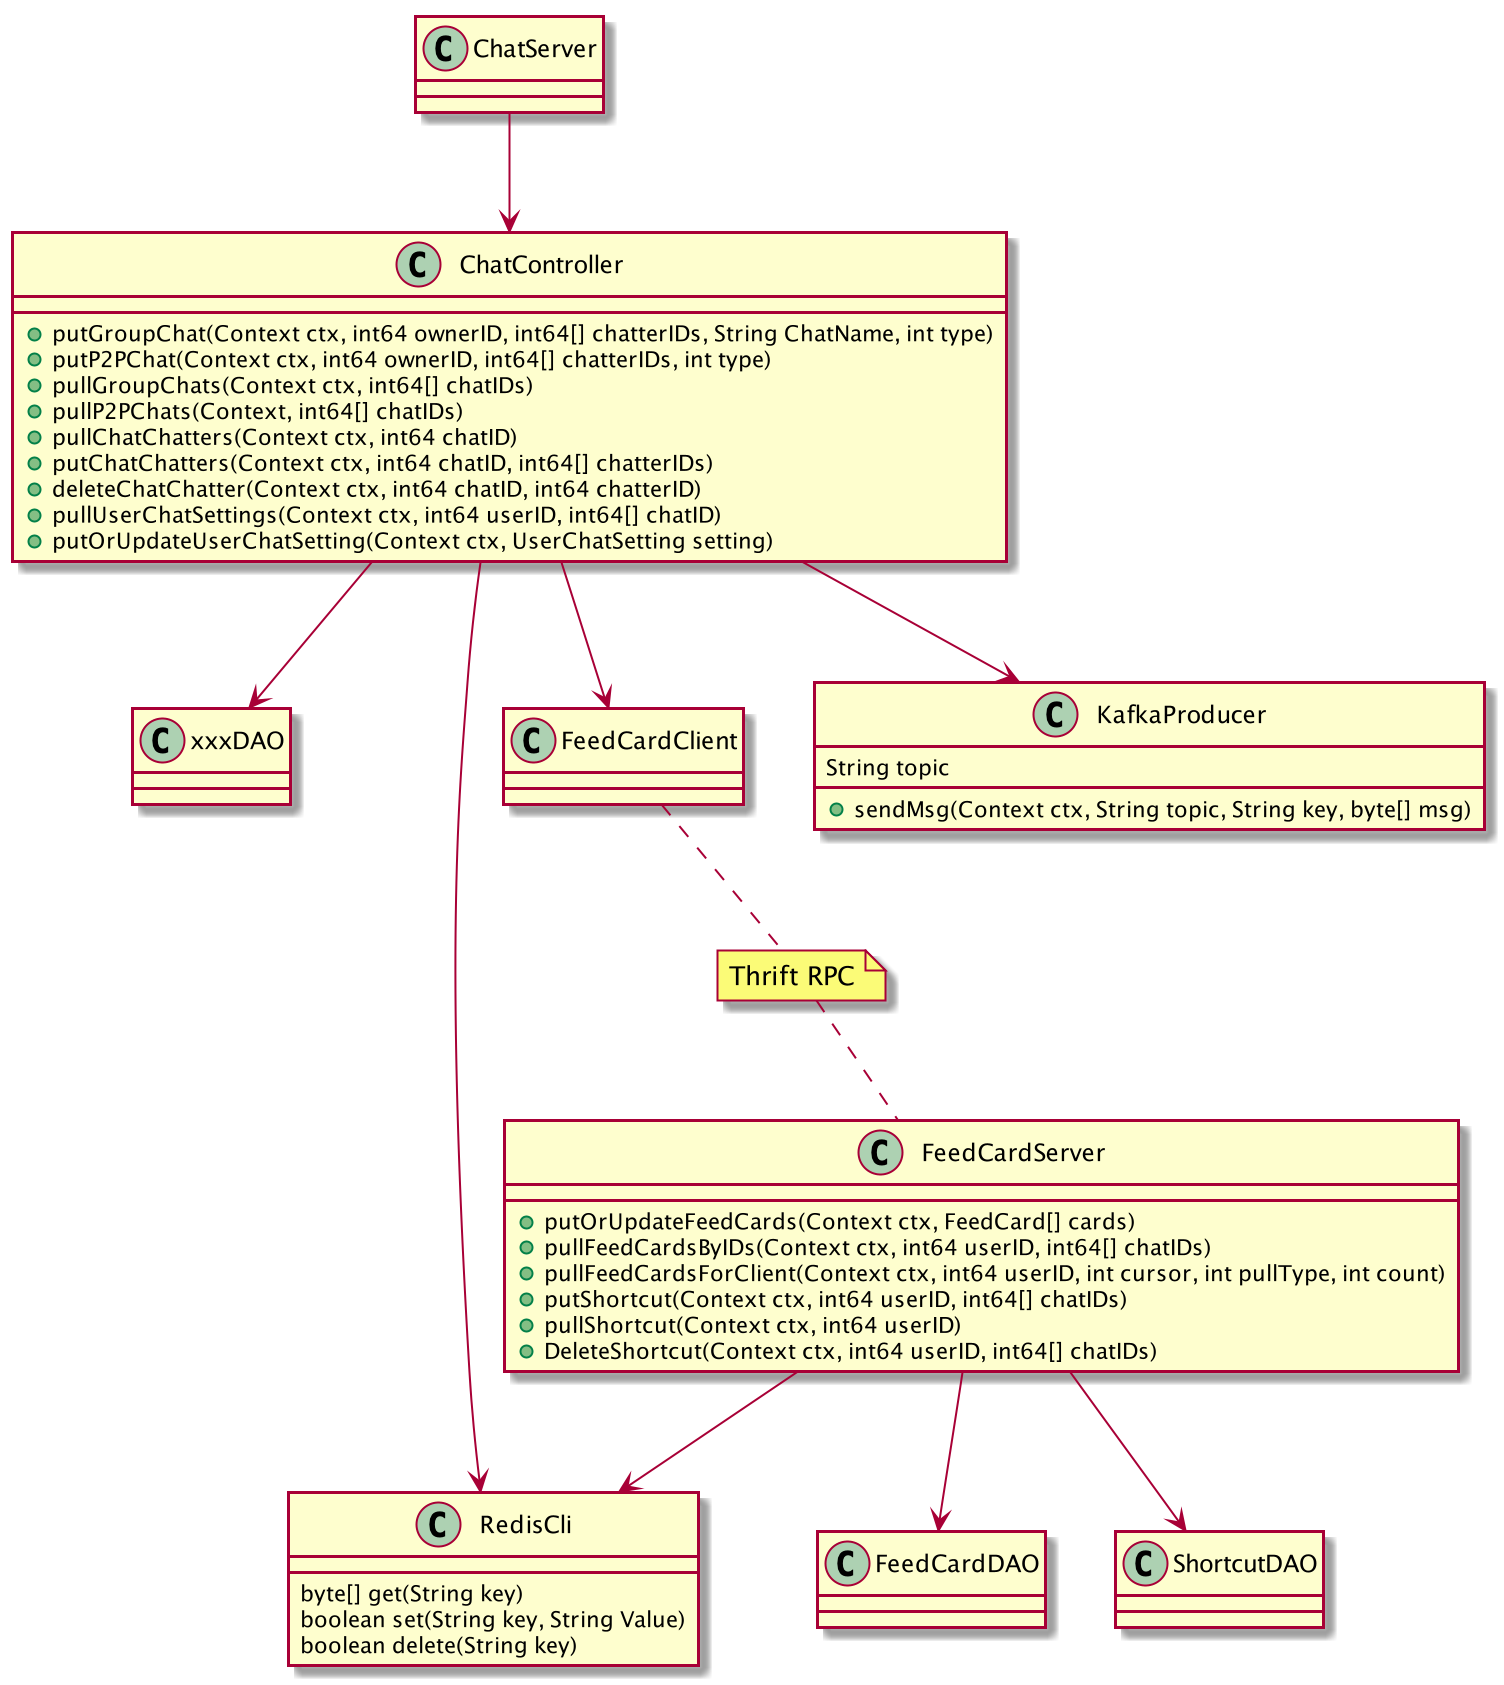 C ChatServer
C ChatController
putGroupChat(Context ctx, int64 ownerID, int64[] chatterIDs, String ChatName, int type)
putP2PChat(Context ctx, int64 ownerID, int64[] chatterIDs, int type)
pullGroupChats(Context ctx, int64[] chatIDs)
pullP2PChats(Context, int64[] chatIDs)
pullChatChatters(Context ctx, int64 chatID)
putChatChatters(Context ctx, int64 chatID, int64[] chatterIDs)
deleteChatChatter(Context ctx, int64 chatID, int64 chatterID)
pullUserChatSettings(Context ctx, int64 userID, int64[] chatID)
putOrUpdateUserChatSetting(Context ctx, UserChatSetting setting)
C xxxDAO
C FeedCardClient
C KafkaProducer
String topic
sendMsg(Context ctx, String topic, String key, byte[] msg)
Thrift RPC
C FeedCardServer
putOrUpdateFeedCards(Context ctx, FeedCard[] cards)
pullFeedCardsByIDs(Context ctx, int64 userID, int64[] chatIDs)
pullFeedCardsForClient(Context ctx, int64 userID, int cursor, int pullType, int count)
putShortcut(Context ctx, int64 userID, int64[] chatIDs)
pullShortcut(Context ctx, int64 userID)
DeleteShortcut(Context ctx, int64 userID, int64[] chatIDs)
C RedisCli
byte[] get(String key)
boolean set(String key, String Value)
boolean delete(String key)
C FeedCardDAO
C ShortcutDAO